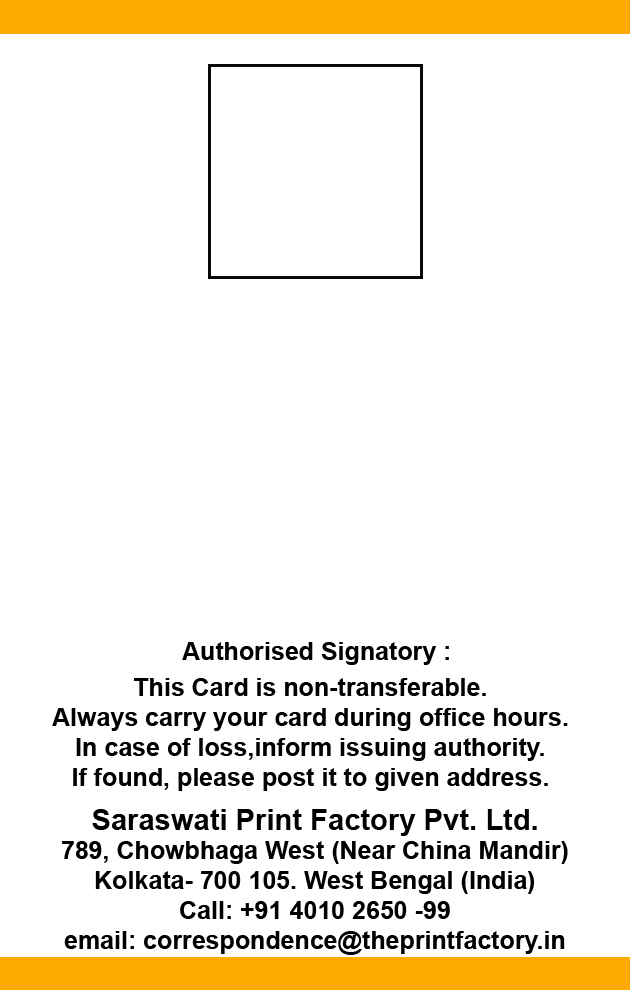 Authorised Signatory :
This Card is non-transferable.
Always carry your card during office hours.
In case of loss,inform issuing authority.
If found, please post it to given address.
Saraswati Print Factory Pvt. Ltd.
789, Chowbhaga West (Near China Mandir)
Kolkata- 700 105. West Bengal (India)
Call: +91 4010 2650 -99
email: correspondence@theprintfactory.in